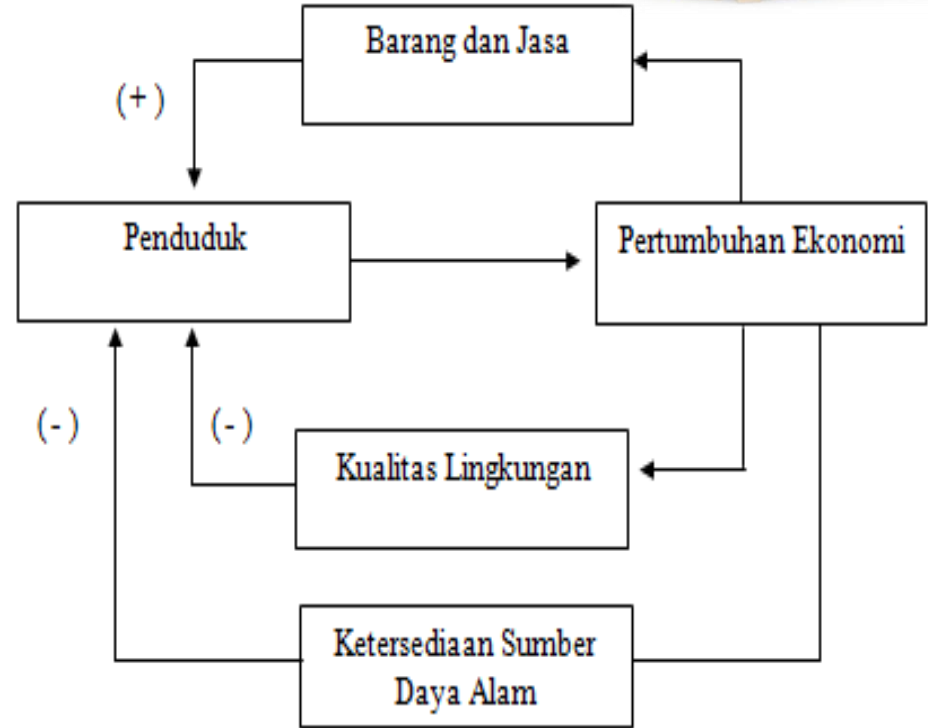 Barang dan Jasa
(+)
Penduduk
Pertumbuhan Ekonomi
(-)
(-)
Kualitas Lingkungan
Ketersediaan Sumber
Daya Alam